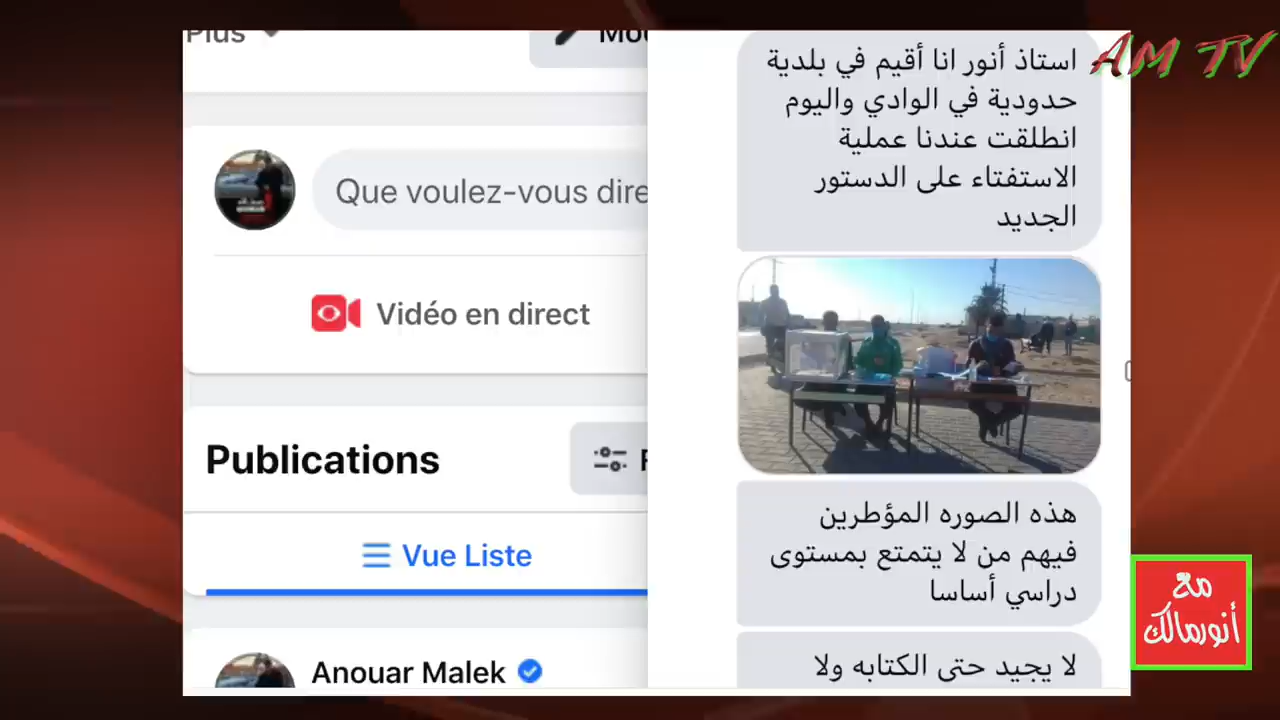 AM TV
Plus
Que voulez-vous dire
Vidéo en direct
Publications
Vue Liste
Anouar Malek
استاذ أنور انا أقيم في بلدية
حدودية في الوادي واليوم
انطلقت عندنا عملية
الاستفتاء على الدستور
الجديد
هذه الصوره المؤطرين
فيهم من لا يتمتع بمستوى
دراسي أساسا
لا يجيد حتى الكتابه ولا
مع
أنورمالك